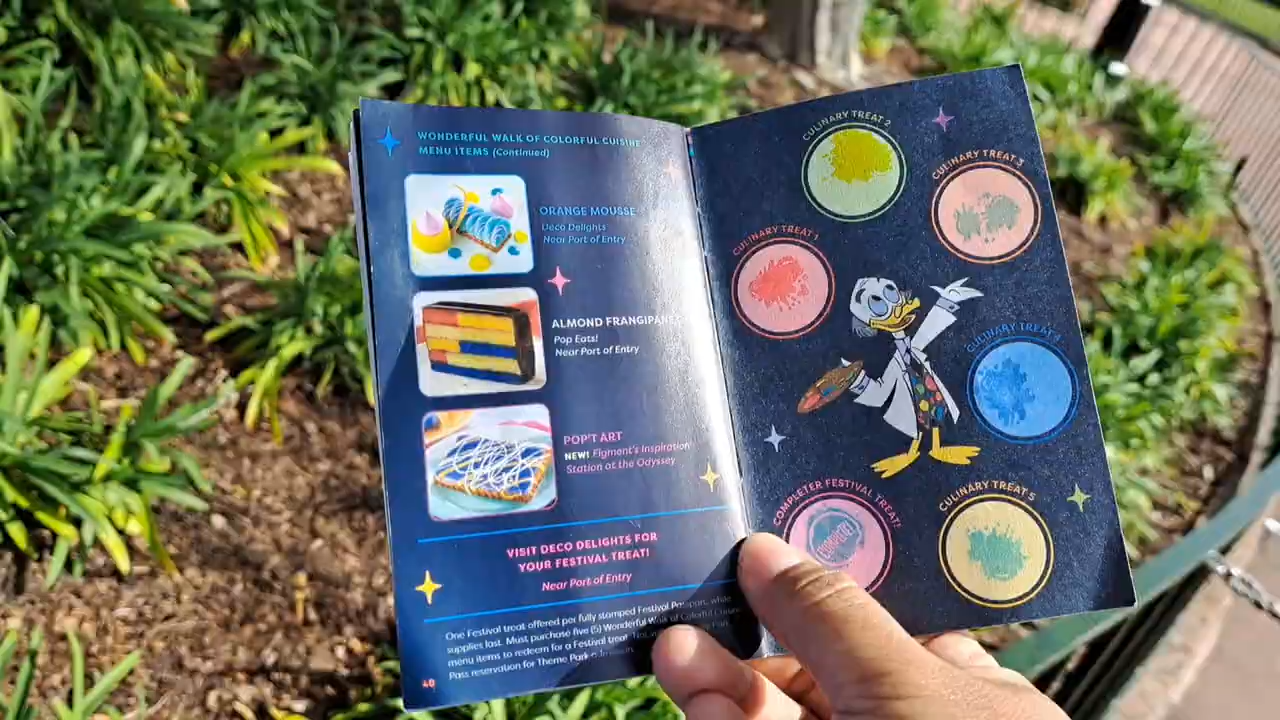 WONDERFUL WALK OF COLORFUL CUISINE
MENU ITEMS (Continued)
ORANGE MOUSSE
Deco Delights
Near Port of Entry
ALMOND FRANGIPANE
Pop Eats!
Near Port of Entry
POP'T ART
NEW! Figment's Inspiration
Station at the Odyssey
VISIT DECO DELIGHTS FOR
YOUR FESTIVAL TREAT!
Near Port of Entry
One Festival treat offered per fully stamped Festival Passport, while
supplies last. Must purchase five (5) Wonderful Walk of Colorful Cuisine
menu items to redeem for a Festival treat. Not
Pass reservation for Theme Park admission.
40
CULINARY TREAT 1
CULINARY TREAT 2
CULINARY TREAT 3
CULINARY TREAT 4
CULINARY TREAT 5
COMPLETER FESTIVAL TREAT!